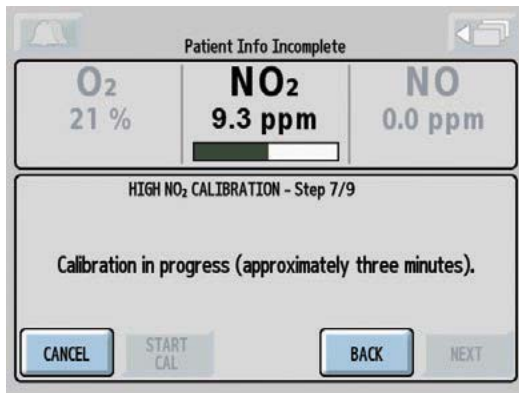 Patient Info Incomplete
O₂ NO₂ NO
21 % 9.3 ppm 0.0 ppm
HIGH NO₂ CALIBRATION - Step 7/9
Calibration in progress (approximately three minutes).
CANCEL START CAL BACK NEXT